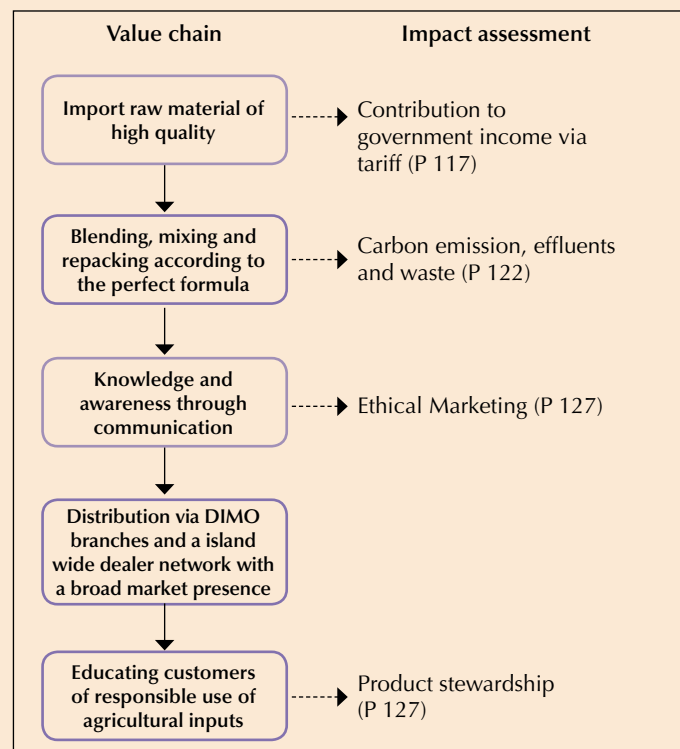 Value chain
Impact assessment
Import raw material of
high quality
Contribution to
government income via
tariff (P 117)
Blending, mixing and
repacking according to
the perfect formula
Carbon emission, effluents
and waste (P 122)
Knowledge and
awareness through
communication
Ethical Marketing (P 127)
Distribution via DIMO
branches and a island
wide dealer network with
a broad market presence
Educating customers
of responsible use of
agricultural inputs
Product stewardship
(P 127)